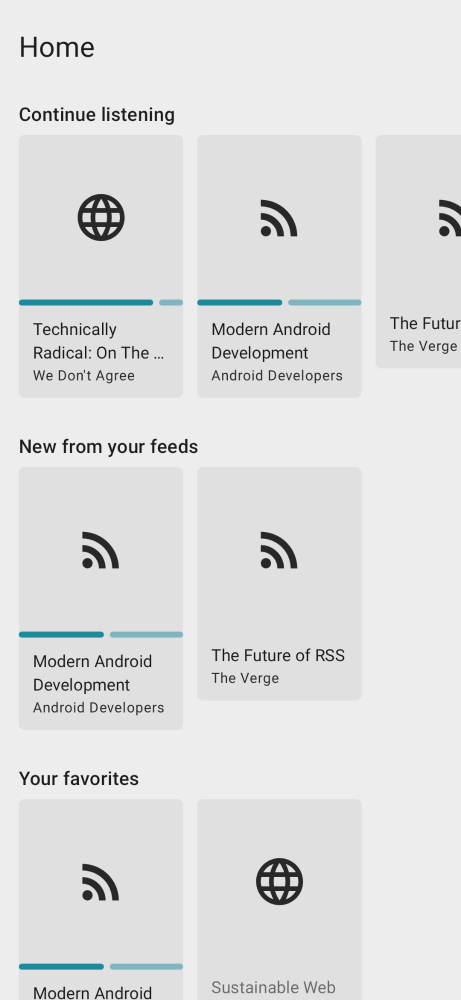 Home
Continue listening
Technically
Radical: On The ...
We Don't Agree
Modern Android
Development
Android Developers
The Futur
The Verge
New from your feeds
Modern Android
Development
Android Developers
The Future of RSS
The Verge
Your favorites
Modern Android
Sustainable Web